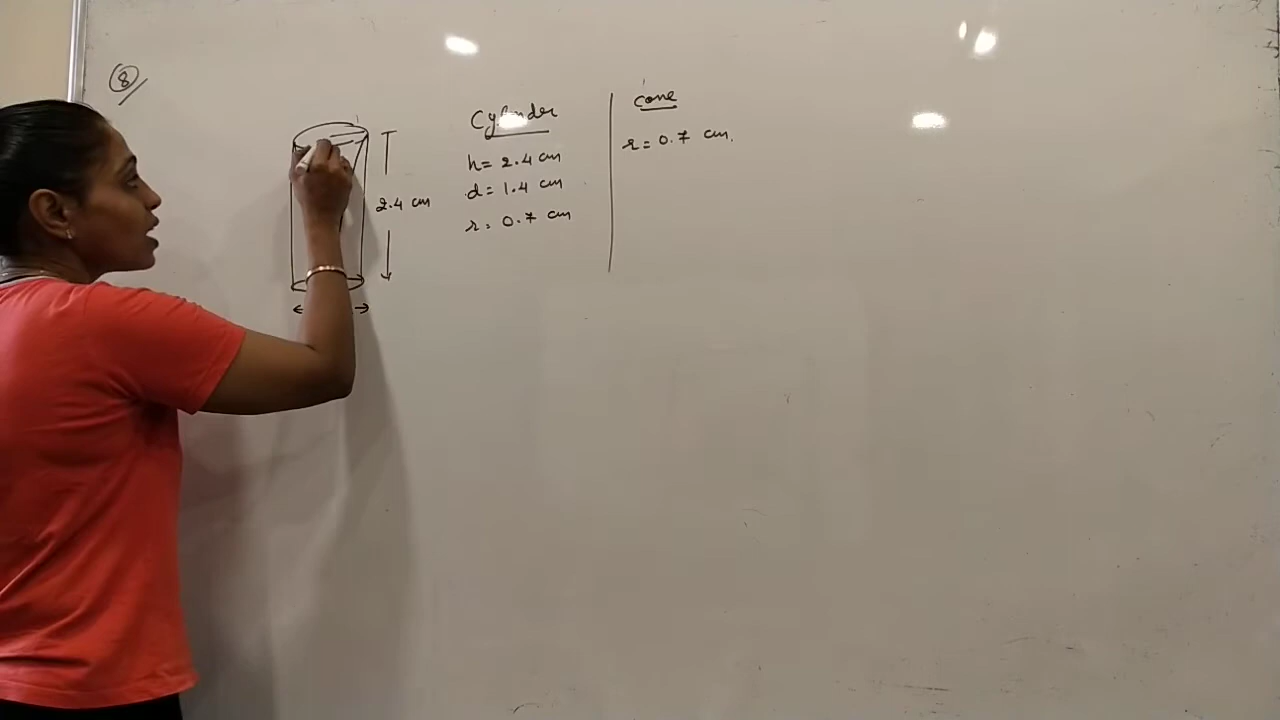 8
2.4 cm
Cylinder
h = 2.4 cm
d = 1.4 cm
r = 0.7 cm
Cone
r = 0.7 cm.